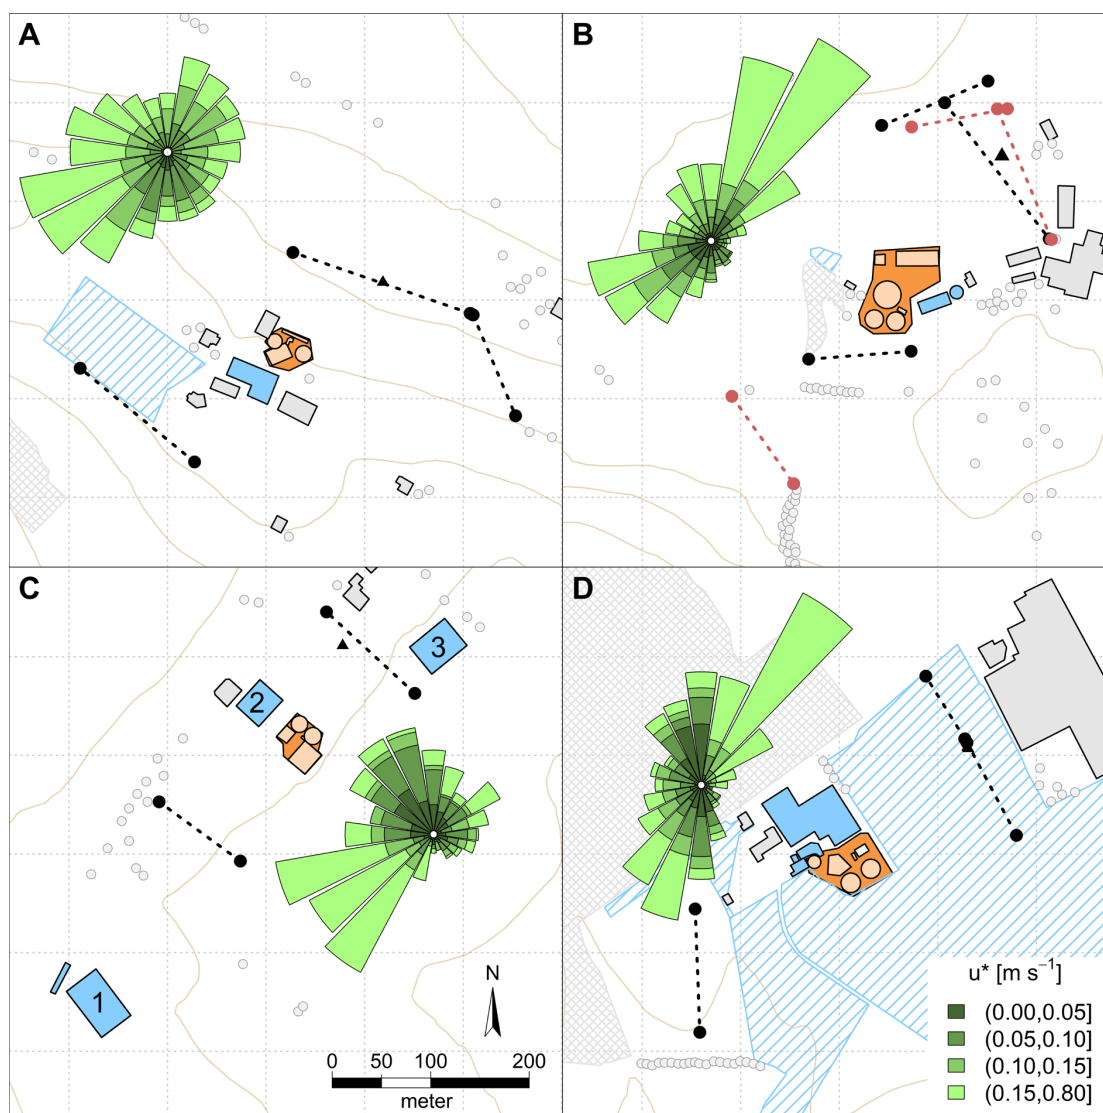 A
B
C
2
3
1
N
0 50 100 200
meter
D
u* [m s⁻¹]
(0.00,0.05]
(0.05,0.10]
(0.10,0.15]
(0.15,0.80]